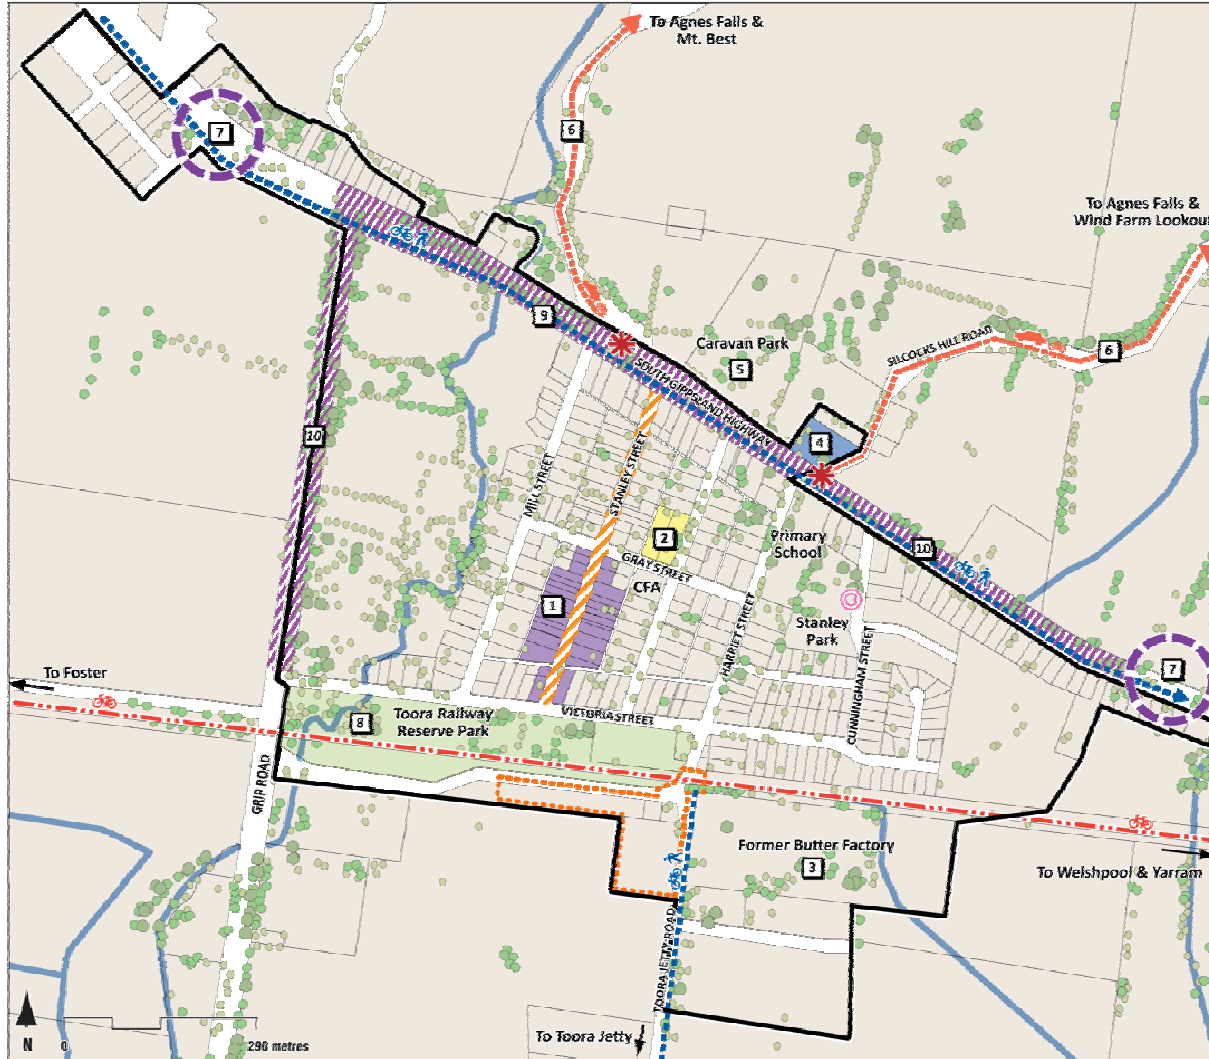 To Agnes Falls &
Mt. Best
7
6
To Agnes Falls &
Wind Farm Lookout
9
Caravan Park
5
SILCOCKS HILL ROAD
6
SOUTH GIPPSLAND HIGHWAY
10
4
STANLEY STREET
MILL STREET
2
Primary
School
10
GRAY STREET
CFA
1
Stanley
Park
HARRIET STREET
CUNNINGHAM STREET
7
To Foster
8
Toora Railway
Reserve Park
VICTORIA STREET
GRIP ROAD
Former Butter Factory
3
To Welshpool & Yarram
TOORA JETTY ROAD
To Toora Jetty
N
0
290 metres